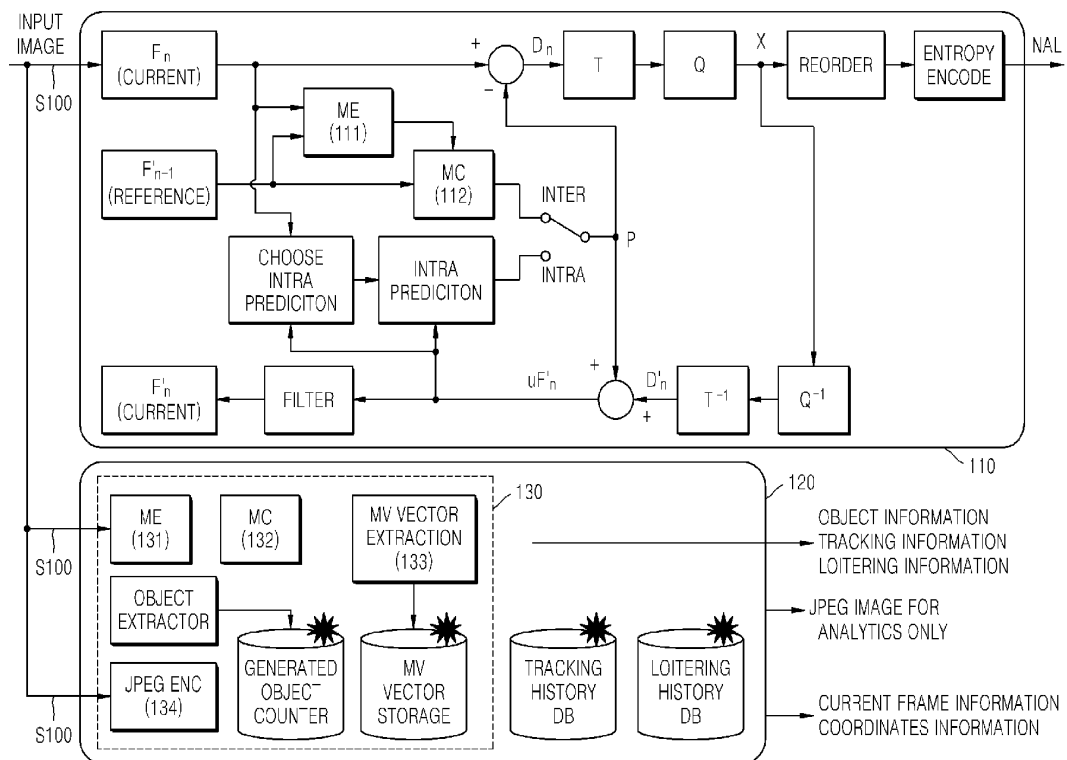 INPUT
IMAGE
S100
Fn
(CURRENT)
+
−
Dn
T
Q
X
REORDER
ENTROPY
ENCODE
NAL
ME
(111)
F'n−1
(REFERENCE)
MC
(112)
INTER
P
INTRA
CHOOSE
INTRA
PREDICITON
INTRA
PREDICITON
F'n
(CURRENT)
FILTER
uF'n
+
D'n
+
T−1
Q−1
110
120
130
ME
(131)
MC
(132)
MV VECTOR
EXTRACTION
(133)
S100
OBJECT
EXTRACTOR
JPEG ENC
(134)
S100
GENERATED
OBJECT
COUNTER
MV
VECTOR
STORAGE
TRACKING
HISTORY
DB
LOITERING
HISTORY
DB
OBJECT INFORMATION
TRACKING INFORMATION
LOITERING INFORMATION
JPEG IMAGE FOR
ANALYTICS ONLY
CURRENT FRAME INFORMATION
COORDINATES INFORMATION